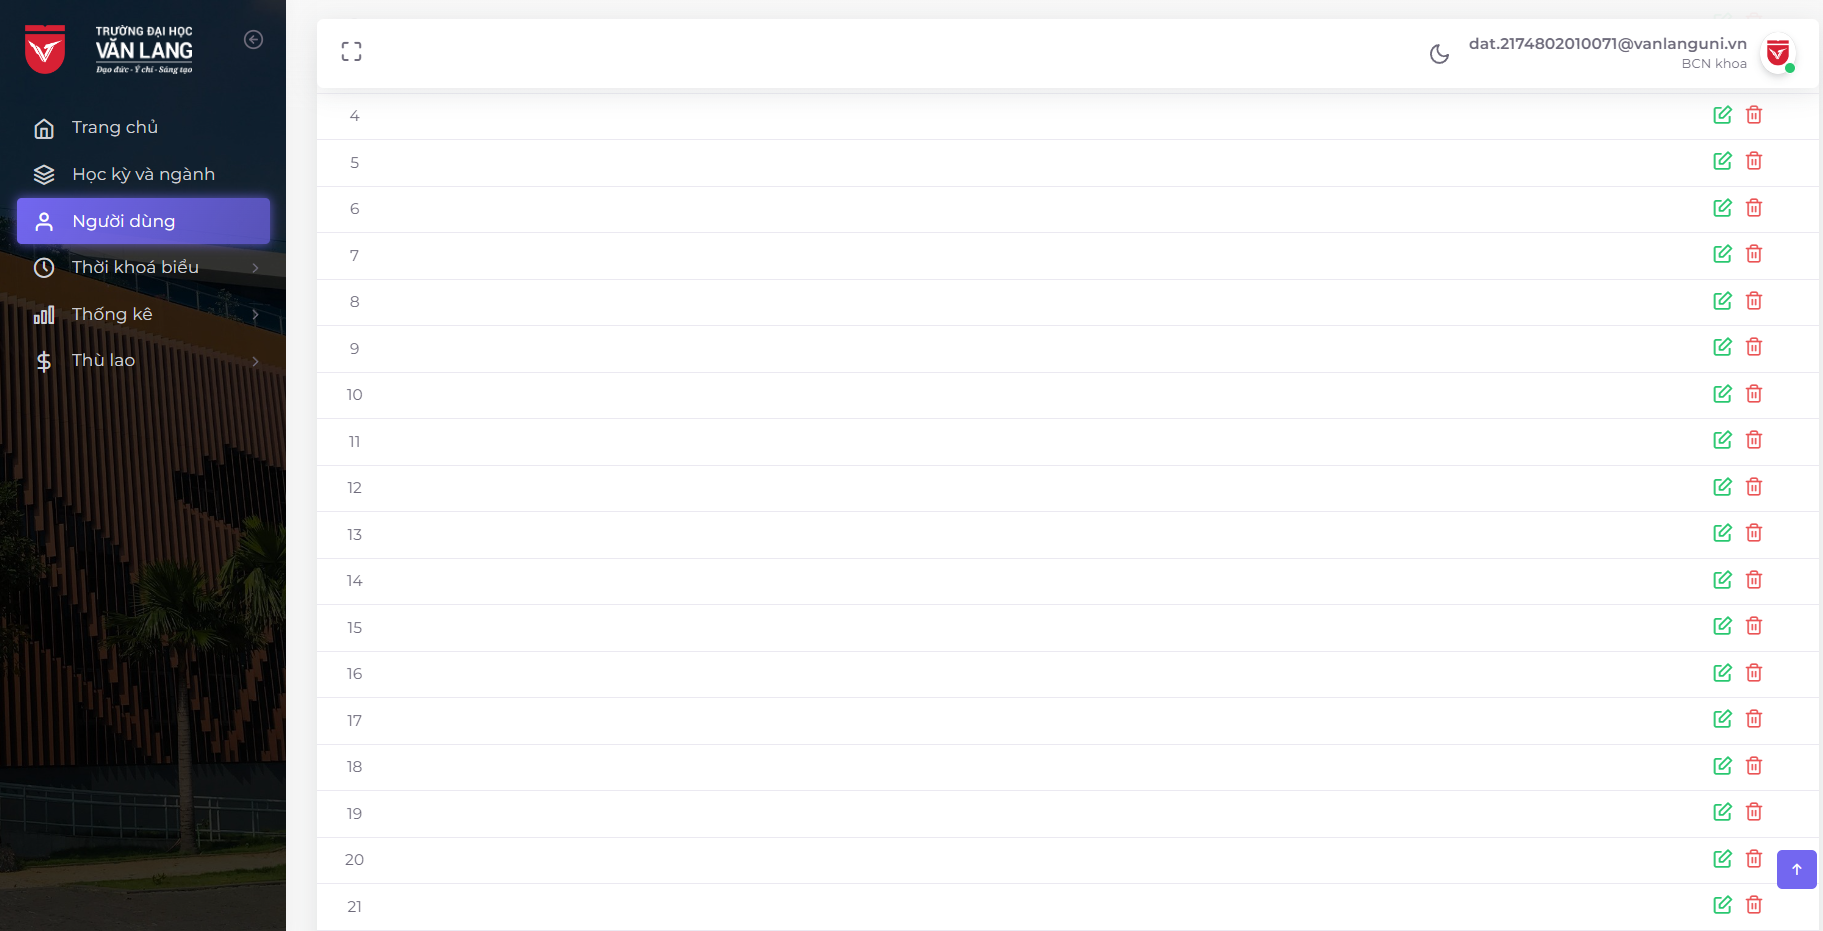 TRƯỜNG ĐẠI HỌC
VĂN LANG
Đạo đức - Ý chí - Sáng tạo
Trang chủ
Học kỳ và ngành
Người dùng
Thời khoá biểu
Thống kê
Thù lao
dat.2174802010071@vanlanguni.vn
BCN khoa
4
5
6
7
8
9
10
11
12
13
14
15
16
17
18
19
20
21